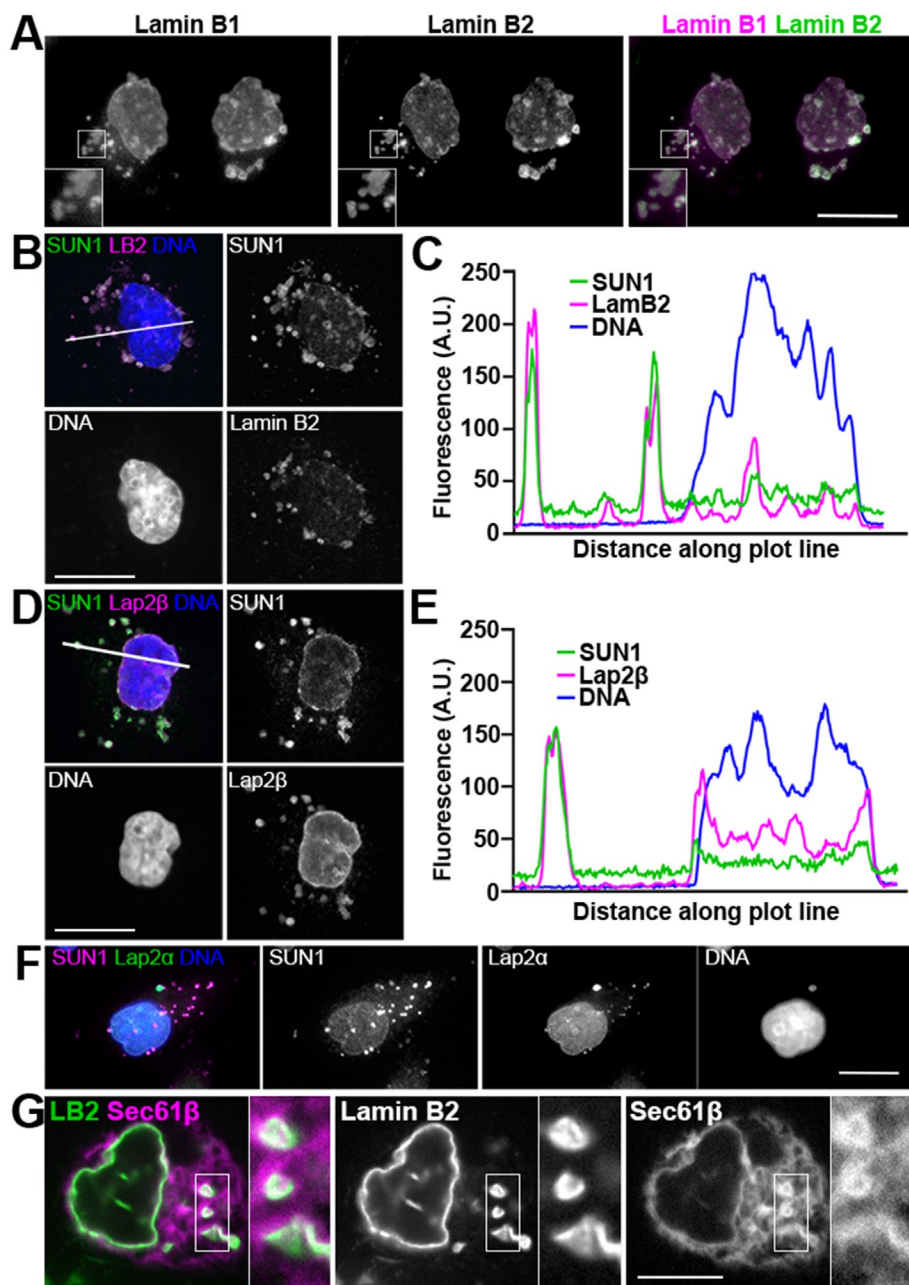 A
Lamin B1
Lamin B2
Lamin B1 Lamin B2
B
SUN1 LB2 DNA
SUN1
DNA
Lamin B2
C
250
200
150
100
50
0
Fluorescence (A.U.)
SUN1
LamB2
DNA
Distance along plot line
D
SUN1 Lap2β DNA
SUN1
DNA
Lap2β
E
250
200
150
100
50
0
Fluorescence (A.U.)
SUN1
Lap2β
DNA
Distance along plot line
F
SUN1 Lap2α DNA
SUN1
Lap2α
DNA
G
LB2 Sec61β
Lamin B2
Sec61β